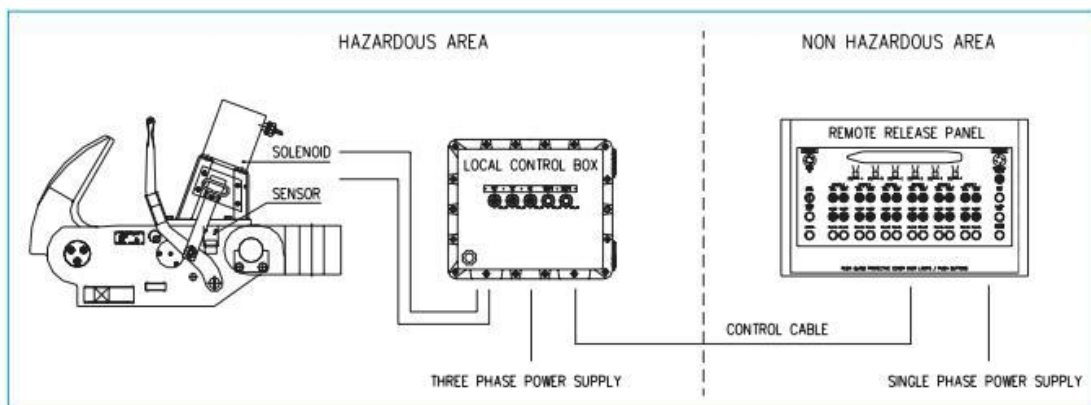 HAZARDOUS AREA
NON HAZARDOUS AREA
SOLENOID
SENSOR
LOCAL CONTROL BOX
REMOTE RELEASE PANEL
CONTROL CABLE
THREE PHASE POWER SUPPLY
SINGLE PHASE POWER SUPPLY